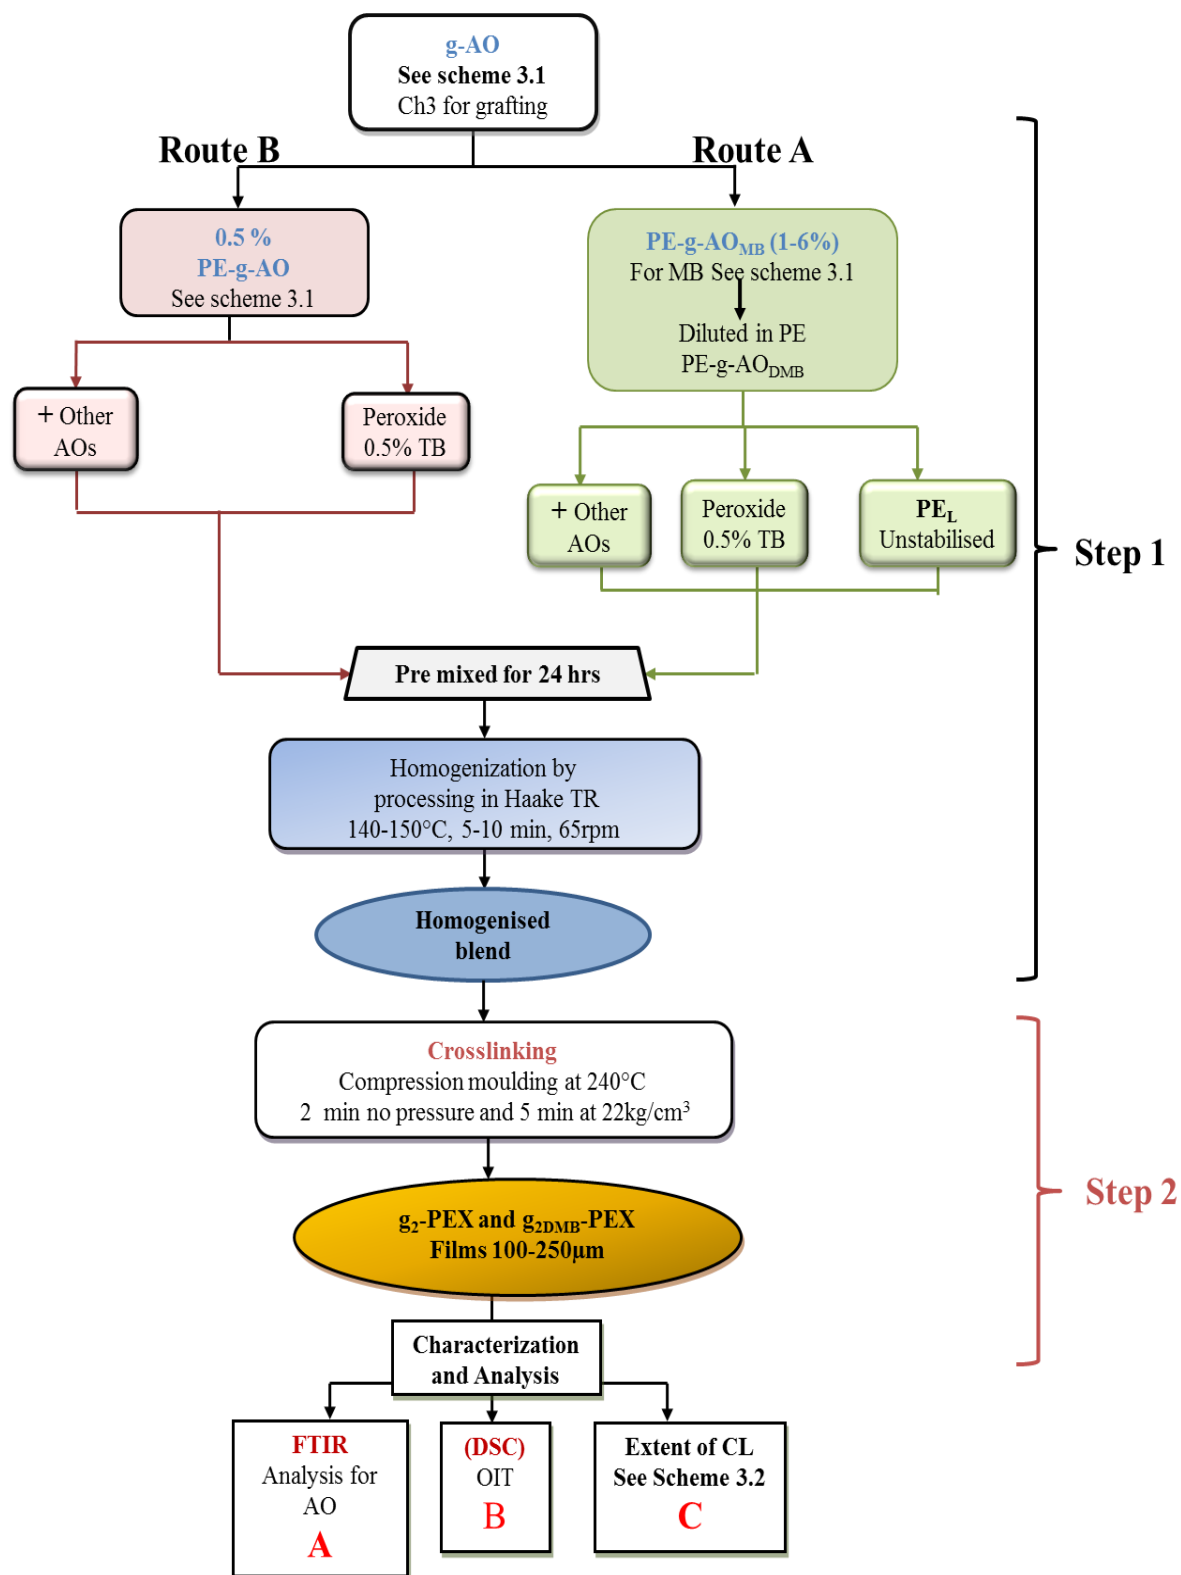 g-AO
See scheme 3.1
Ch3 for grafting
Route B
Route A
0.5 %
PE-g-AO
See scheme 3.1
PE-g-AO_MB (1-6%)
For MB See scheme 3.1
Diluted in PE
PE-g-AO_DMB
+ Other
AOs
Peroxide
0.5% TB
+ Other
AOs
Peroxide
0.5% TB
PE_L
Unstabilised
Step 1
Pre mixed for 24 hrs
Homogenization by
processing in Haake TR
140-150°C, 5-10 min, 65rpm
Homogenised
blend
Crosslinking
Compression moulding at 240°C
2 min no pressure and 5 min at 22kg/cm³
Step 2
g₂-PEX and g_2DMB-PEX
Films 100-250µm
Characterization
and Analysis
FTIR
Analysis for
AO
A
(DSC)
OIT
B
Extent of CL
See Scheme 3.2
C